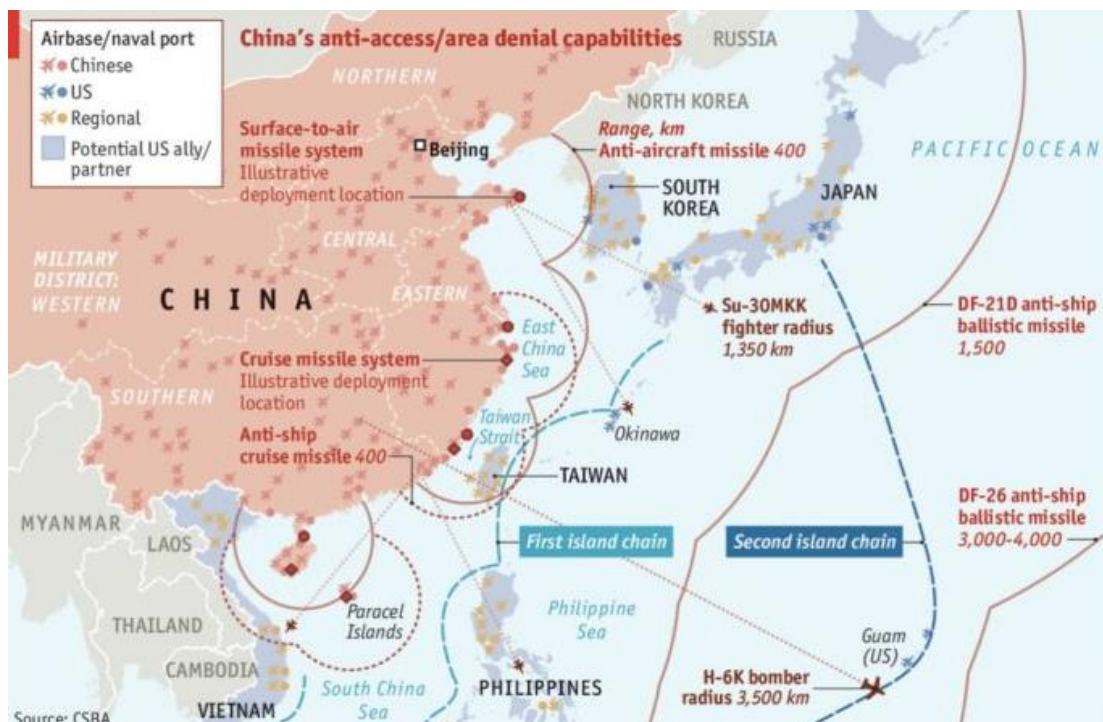 Airbase/naval port
Chinese
US
Regional
Potential US ally/
partner
China's anti-access/area denial capabilities
RUSSIA
NORTHERN
NORTH KOREA
Surface-to-air
missile system
Illustrative
deployment location
Beijing
Range, km
Anti-aircraft missile 400
PACIFIC OCEAN
SOUTH
KOREA
JAPAN
CENTRAL
MILITARY
DISTRICT:
WESTERN
CHINA
EASTERN
Su-30MKK
fighter radius
1,350 km
DF-21D anti-ship
ballistic missile
1,500
East
China
Sea
Cruise missile system
Illustrative deployment
location
SOUTHERN
Taiwan
Strait
Okinawa
Anti-ship
cruise missile 400
TAIWAN
MYANMAR
LAOS
First island chain
Second island chain
DF-26 anti-ship
ballistic missile
3,000-4,000
Paracel
Islands
Philippine
Sea
THAILAND
CAMBODIA
Guam
(US)
H-6K bomber
radius 3,500 km
PHILIPPINES
South China
Sea
VIETNAM
Source: CSBA